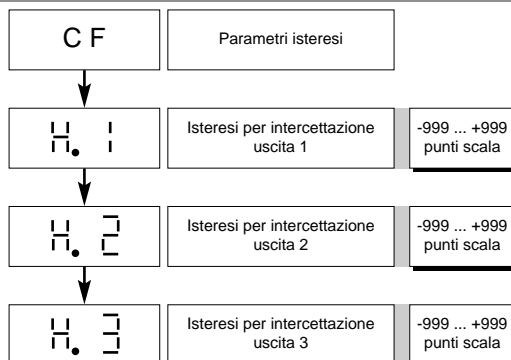 C F
Parametri isteresi
H. 1
Isteresi per intercettazione
uscita 1
-999 ... +999
punti scala
H. 2
Isteresi per intercettazione
uscita 2
-999 ... +999
punti scala
H. 3
Isteresi per intercettazione
uscita 3
-999 ... +999
punti scala